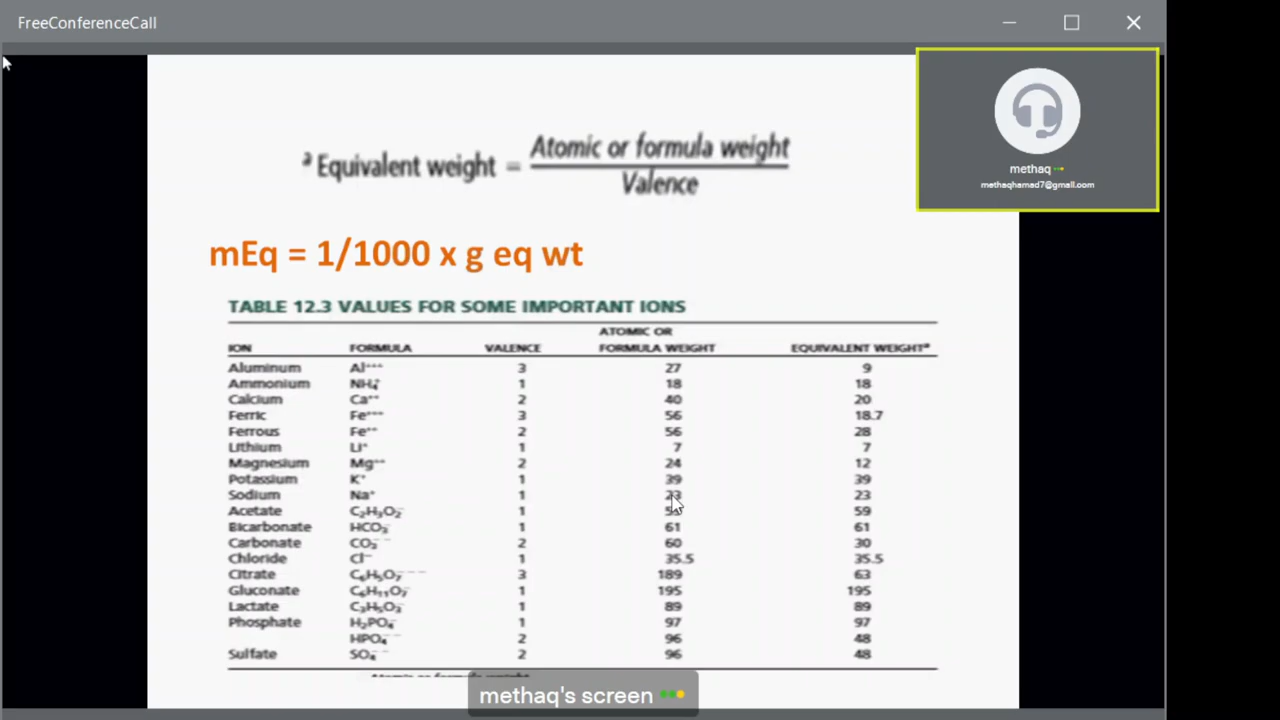 FreeConferenceCall
methaq
methaqhamad7@gmail.com
ª Equivalent weight = Atomic or formula weight
Valence
mEq = 1/1000 x g eq wt
TABLE 12.3 VALUES FOR SOME IMPORTANT IONS
ION FORMULA VALENCE ATOMIC OR FORMULA WEIGHT EQUIVALENT WEIGHTª
Aluminum Al+++ 3 27 9
Ammonium NH₄⁺ 1 18 18
Calcium Ca++ 2 40 20
Ferric Fe+++ 3 56 18.7
Ferrous Fe++ 2 56 28
Lithium Li+ 1 7 7
Magnesium Mg++ 2 24 12
Potassium K+ 1 39 39
Sodium Na+ 1 23 23
Acetate C₂H₃O₂⁻ 1 59
Bicarbonate HCO₃⁻ 1 61 61
Carbonate 2 60 30
Chloride Cl⁻ 1 35.5 35.5
Citrate C₆H₅O₇⁻⁻⁻ 3 189 63
Gluconate C₆H₁₁O₇⁻ 1 195 195
Lactate C₃H₅O₃⁻ 1 89 89
Phosphate H₂PO₄⁻ 1 97 97
HPO₄⁻⁻ 2 96 48
Sulfate SO₄⁻⁻ 2 96 48
methaq's screen